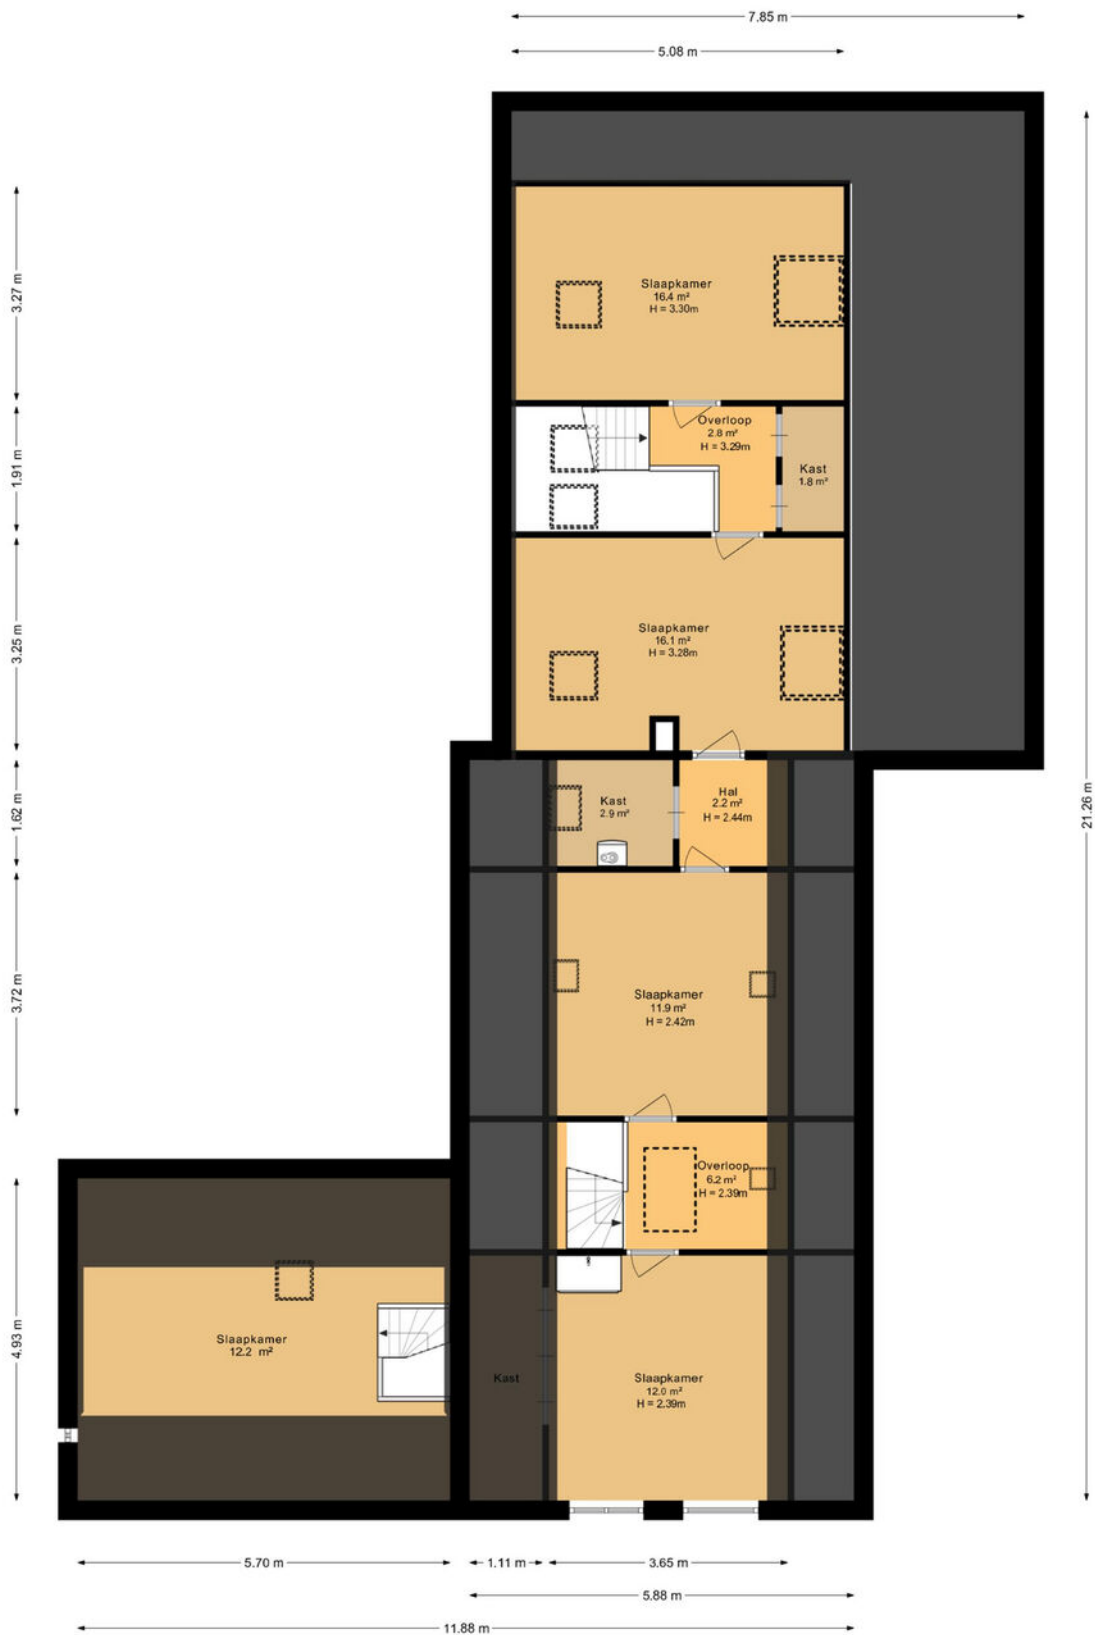 7.85 m
5.08 m
3.27 m
Slaapkamer
16.4 m²
H = 3.30m
1.91 m
Overloop
2.8 m²
H = 3.29m
Kast
1.8 m²
3.25 m
Slaapkamer
16.1 m²
H = 3.28m
21.26 m
1.62 m
Kast
2.9 m²
Hal
2.2 m²
H = 2.44m
3.72 m
Slaapkamer
11.9 m²
H = 2.42m
Overloop
6.2 m²
H = 2.39m
4.93 m
Slaapkamer
12.2 m²
Kast
Slaapkamer
12.0 m²
H = 2.39m
5.70 m
1.11 m
3.65 m
5.88 m
11.88 m